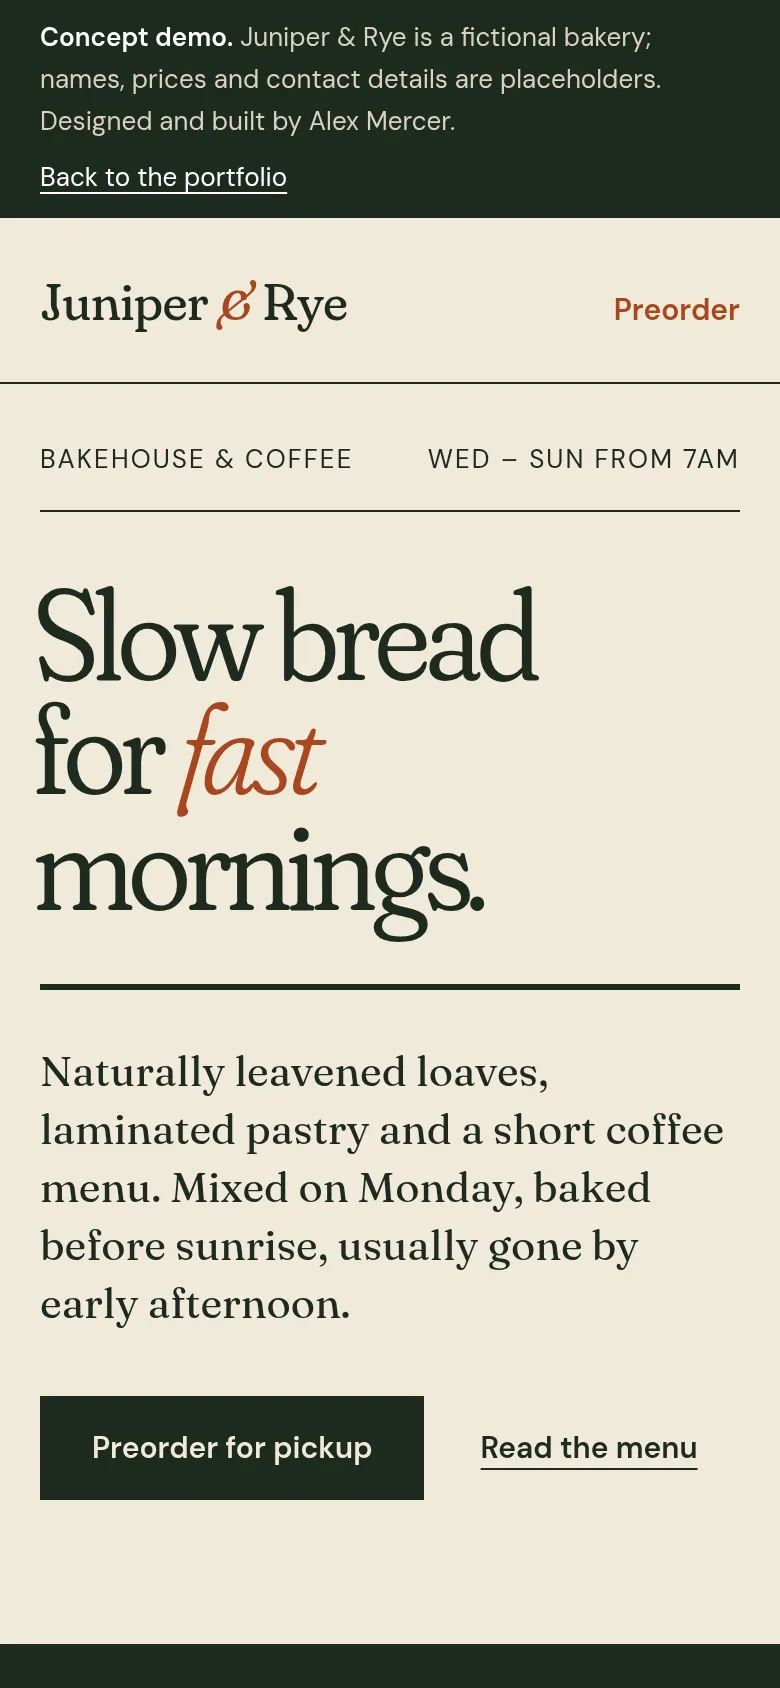 Concept demo. Juniper & Rye is a fictional bakery;
names, prices and contact details are placeholders.
Designed and built by Alex Mercer.
Back to the portfolio
Juniper & Rye
Preorder
BAKEHOUSE & COFFEE
WED – SUN FROM 7AM
Slow bread
for fast
mornings.
Naturally leavened loaves,
laminated pastry and a short coffee
menu. Mixed on Monday, baked
before sunrise, usually gone by
early afternoon.
Preorder for pickup
Read the menu